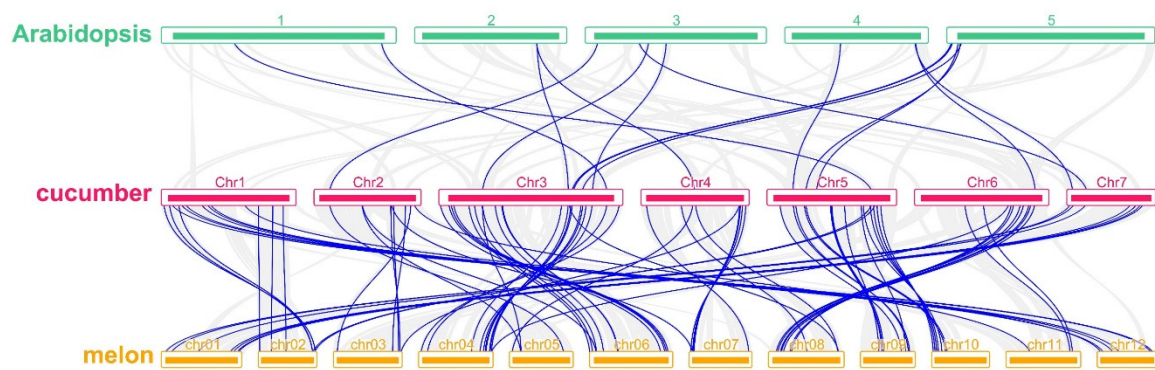 1 2 3 4 5
Arabidopsis
Chr1 Chr2 Chr3 Chr4 Chr5 Chr6 Chr7
cucumber
chr01 chr02 chr03 chr04 chr05 chr06 chr07 chr08 chr09 chr10 chr11 chr12
melon